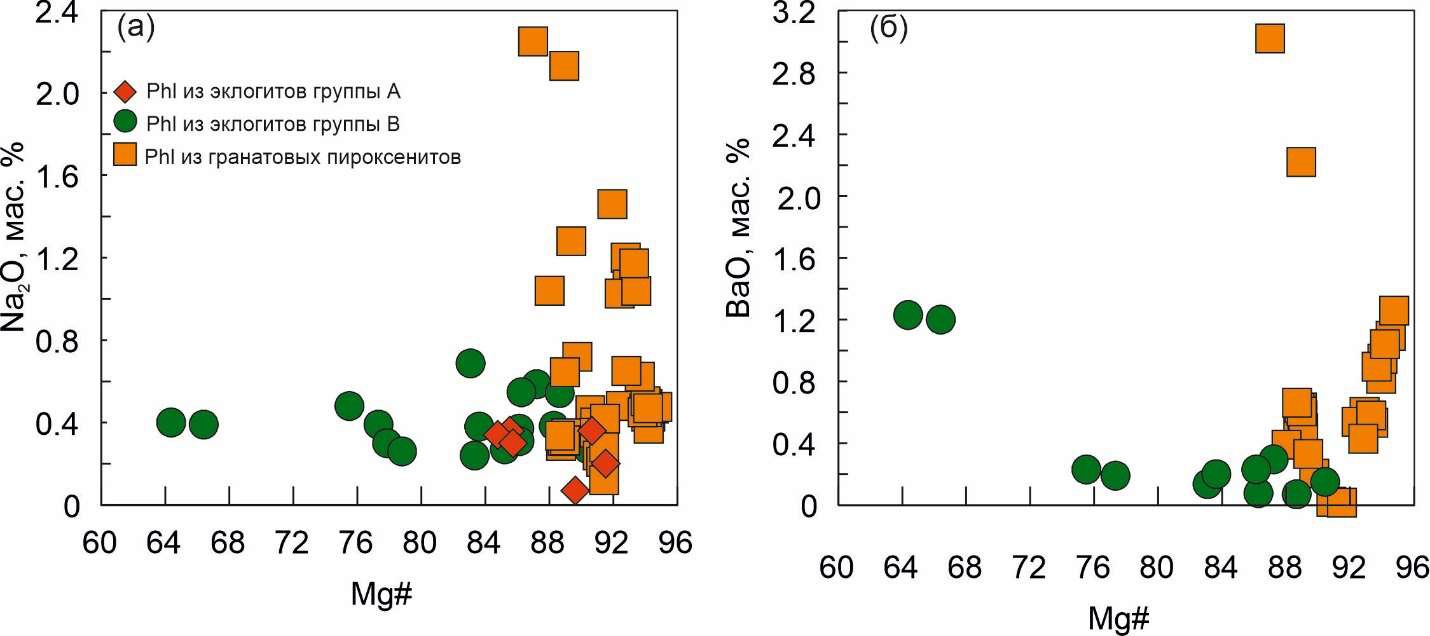 (а)
2.4
2.0
1.6
1.2
0.8
0.4
0
Na2O, мас. %
Phl из эклогитов группы А
Phl из эклогитов группы В
Phl из гранатовых пироксенитов
60 64 68 72 76 80 84 88 92 96
Mg#
(б)
3.2
2.8
2.4
2.0
1.6
1.2
0.8
0.4
0
BaO, мас. %
60 64 68 72 76 80 84 88 92 96
Mg#